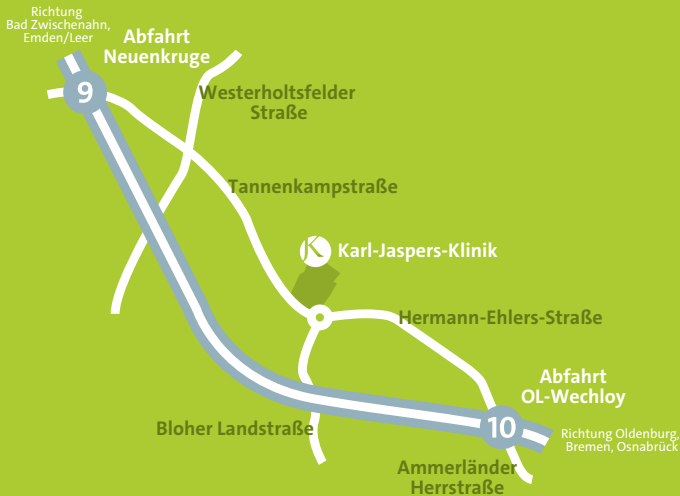 Richtung
Bad Zwischenahn,
Emden/Leer
Abfahrt
Neuenkruge
9
Westerholtsfelder
Straße
Tannenkampstraße
K
Karl-Jaspers-Klinik
Hermann-Ehlers-Straße
Abfahrt
OL-Wechloy
Bloher Landstraße
10
Richtung Oldenburg,
Bremen, Osnabrück
Ammerländer
Herrstraße